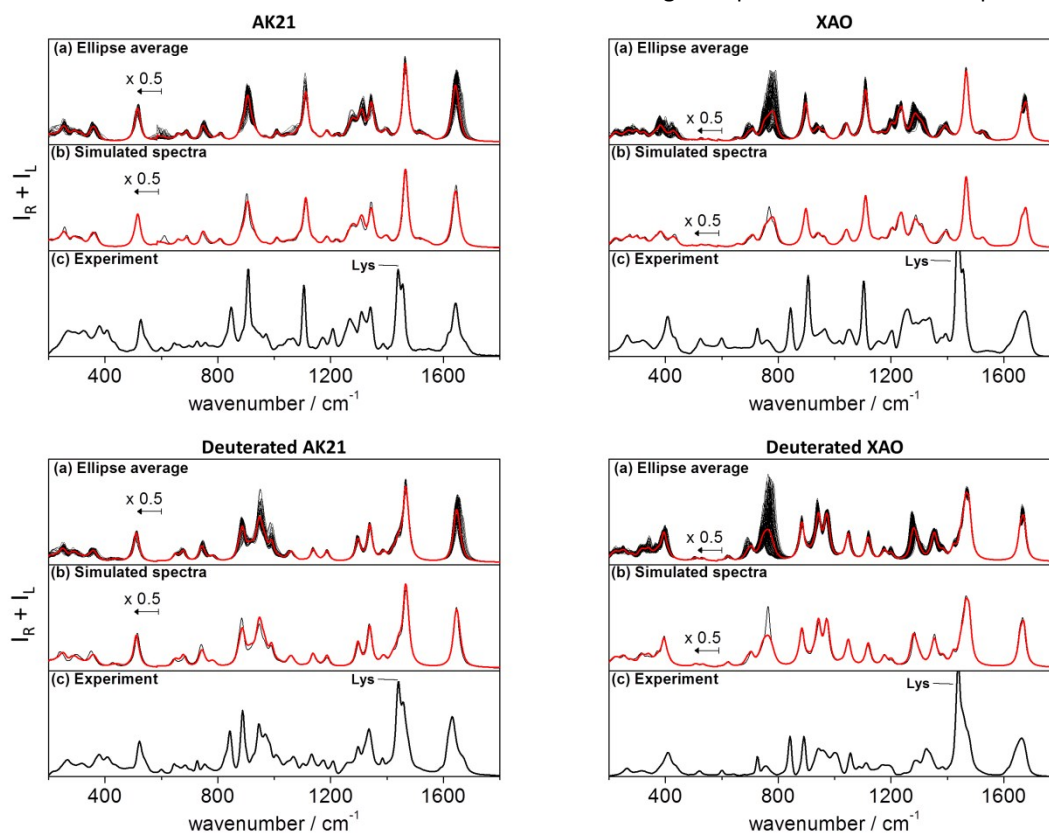 AK21
(a) Ellipse average
x 0.5
(b) Simulated spectra
x 0.5
(c) Experiment
Lys
I_R + I_L
400 800 1200 1600
wavenumber / cm⁻¹
XAO
(a) Ellipse average
x 0.5
(b) Simulated spectra
x 0.5
(c) Experiment
Lys
400 800 1200 1600
wavenumber / cm⁻¹
Deuterated AK21
(a) Ellipse average
x 0.5
(b) Simulated spectra
x 0.5
(c) Experiment
Lys
I_R + I_L
400 800 1200 1600
wavenumber / cm⁻¹
Deuterated XAO
(a) Ellipse average
x 0.5
(b) Simulated spectra
x 0.5
(c) Experiment
Lys
400 800 1200 1600
wavenumber / cm⁻¹